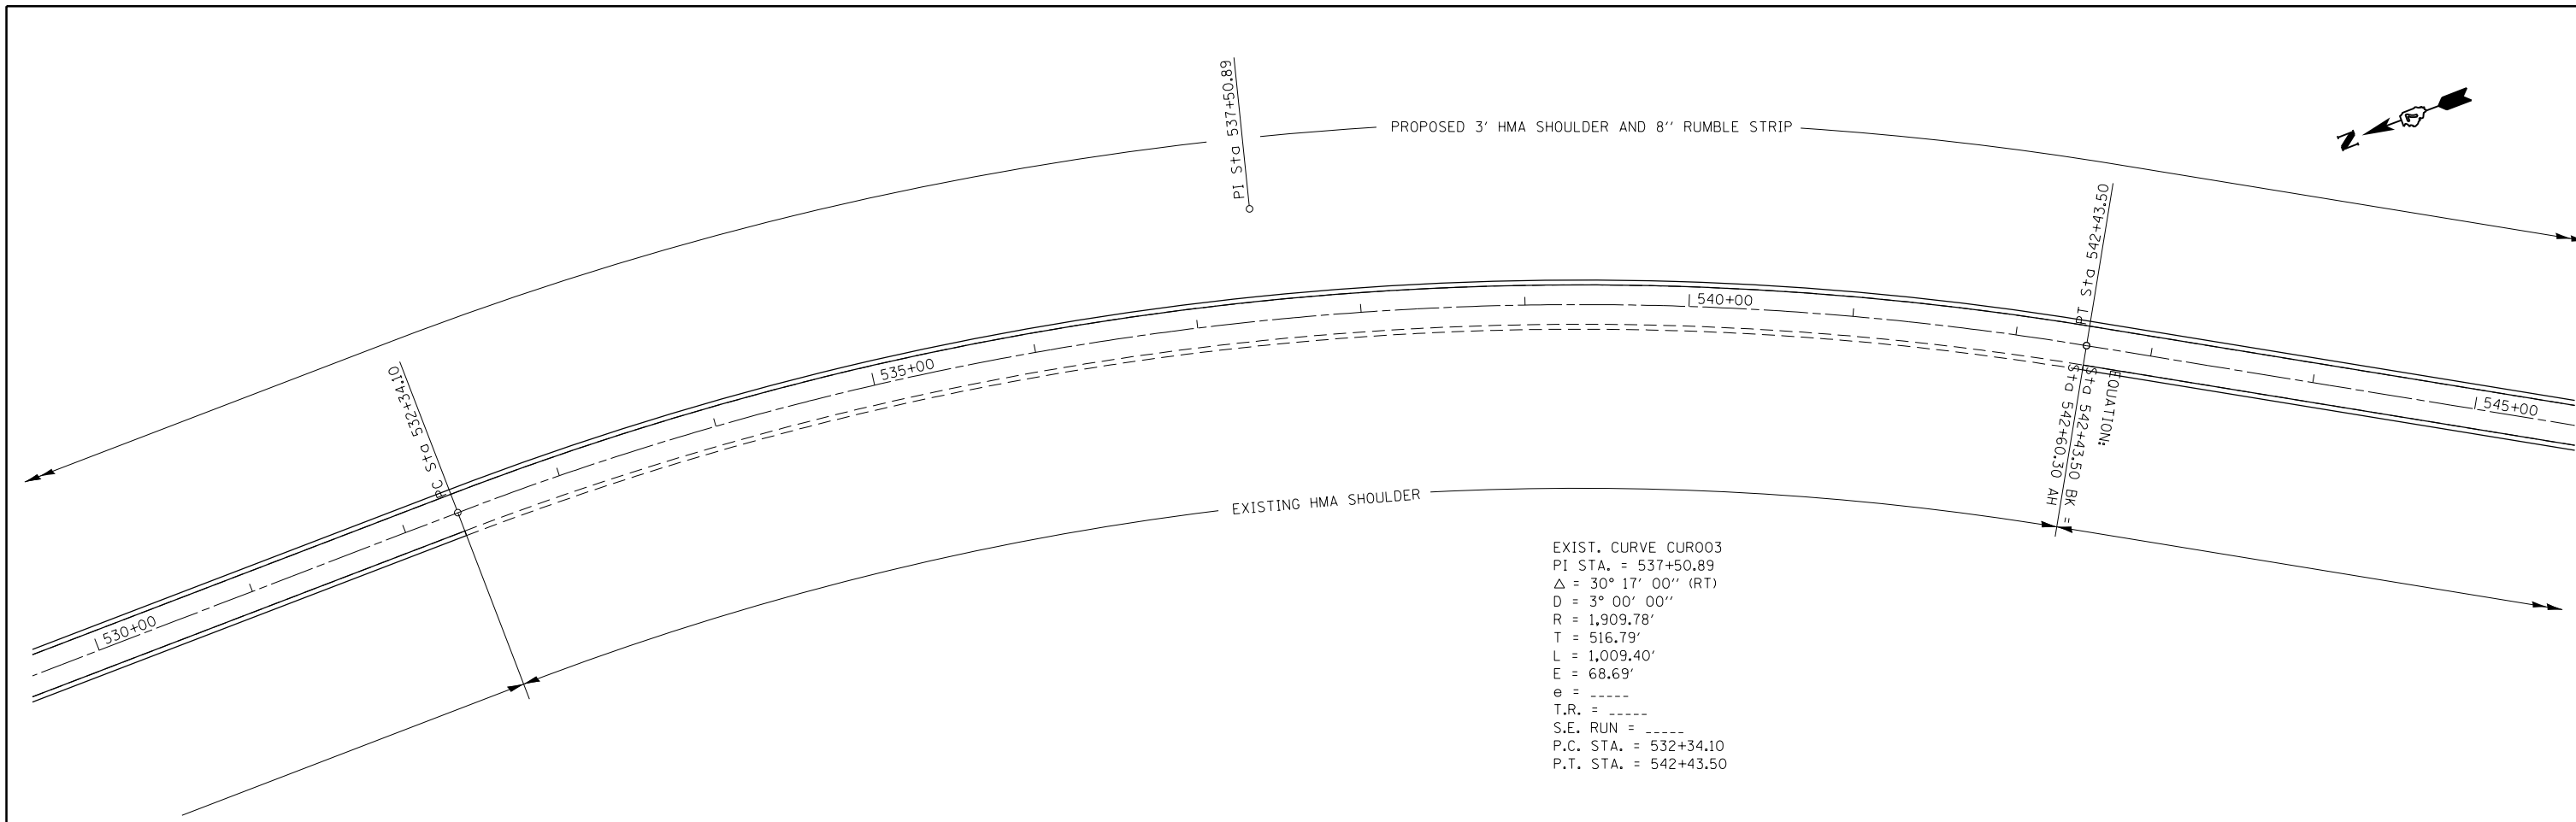 PI Sta 537+50.89
PROPOSED 3' HMA SHOULDER AND 8'' RUMBLE STRIP
N
PC Sta 532+34.10
PT Sta 542+43.50
530+00
535+00
540+00
545+00
EQUATION:
Sta 542+43.50 BK =
Sta 542+60.30 AH
EXISTING HMA SHOULDER
EXIST. CURVE CUR003
PI STA. = 537+50.89
△ = 30° 17' 00'' (RT)
D = 3° 00' 00''
R = 1,909.78'
T = 516.79'
L = 1,009.40'
E = 68.69'
e = _____
T.R. = _____
S.E. RUN = _____
P.C. STA. = 532+34.10
P.T. STA. = 542+43.50